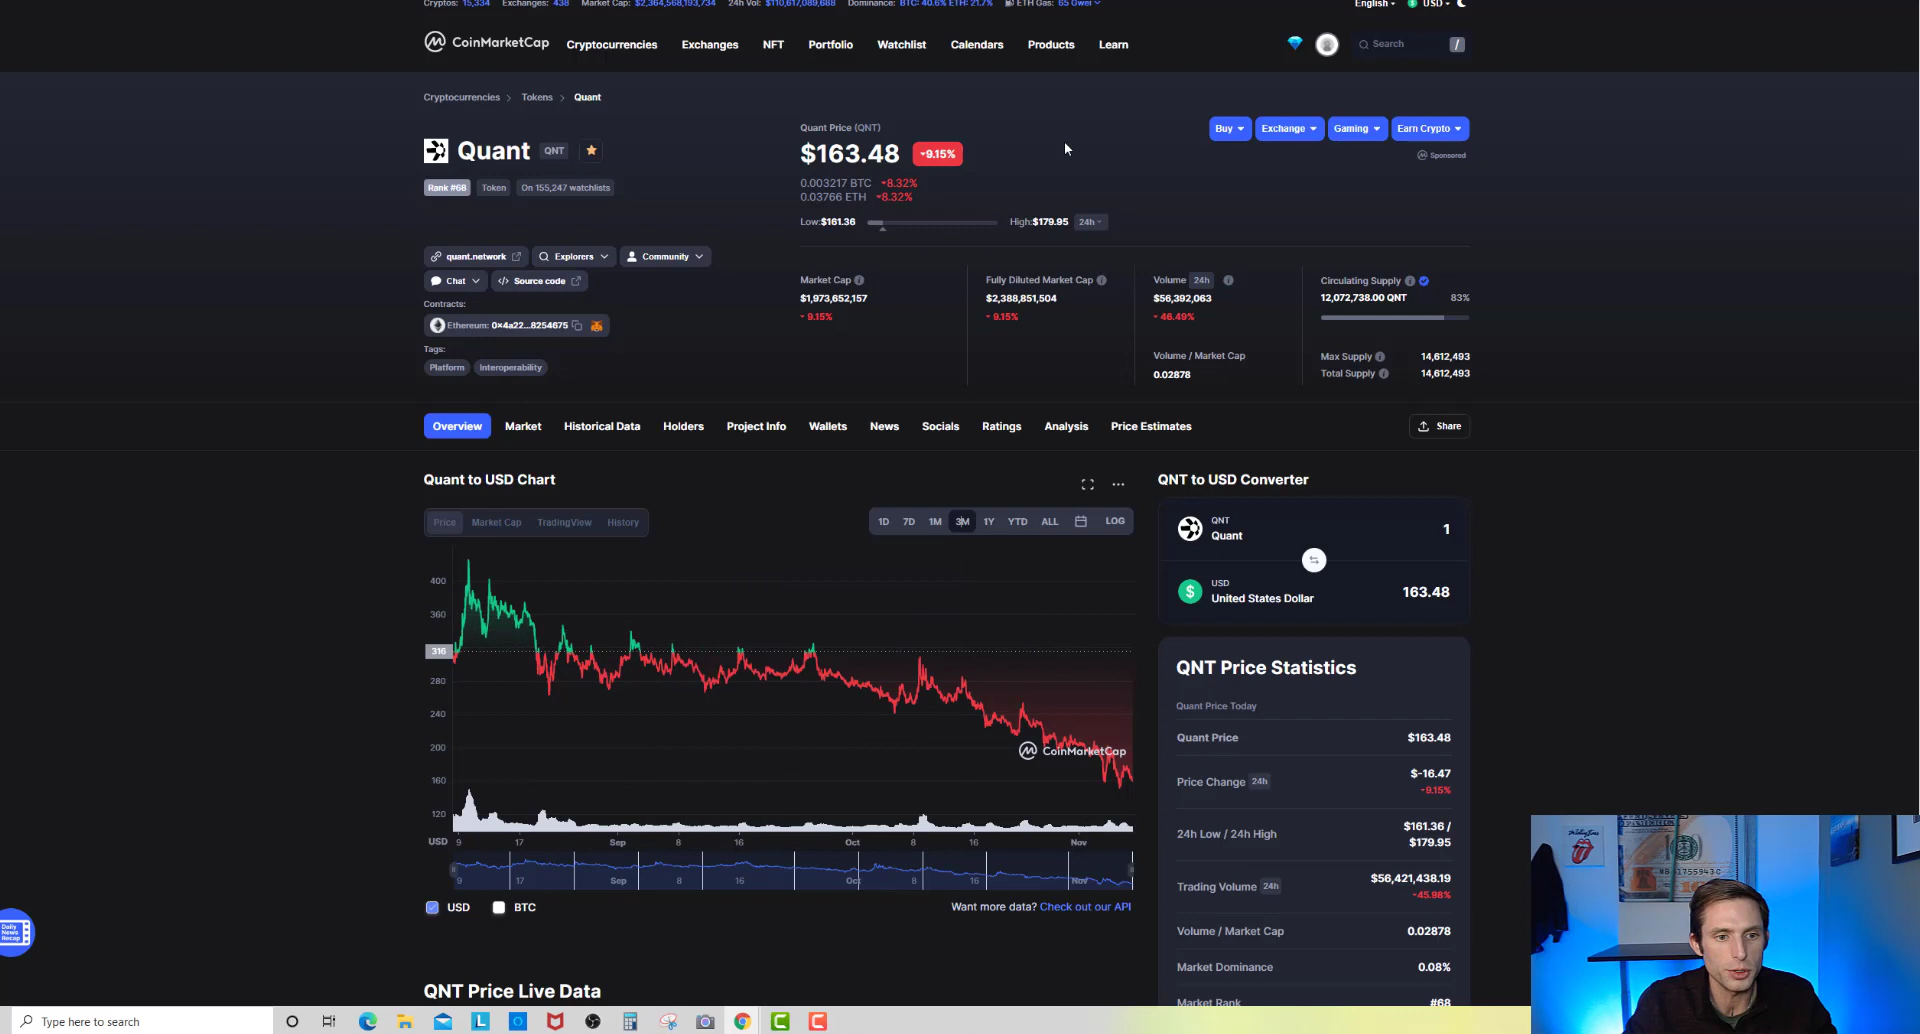 Cryptos: 15,334 Exchanges: 438 Market Cap: $2,364,568,193,734 24h Vol: $110,617,089,688 Dominance: BTC: 40.6% ETH: 21.7% ETH Gas: 65 Gwei English USD
CoinMarketCap Cryptocurrencies Exchanges NFT Portfolio Watchlist Calendars Products Learn Search /
Cryptocurrencies > Tokens > Quant
Quant Price (QNT)
Buy Exchange Gaming Earn Crypto
Quant QNT
$163.48 9.15%
Sponsored
0.003217 BTC 8.32%
Rank #68 Token On 155,247 watchlists
0.03766 ETH 8.32%
Low:$161.36 High:$179.95 24h
quant.network Explorers Community
Chat Source code
Market Cap Fully Diluted Market Cap Volume 24h Circulating Supply
$1,973,652,157 $2,388,851,504 $56,392,063 12,072,738.00 QNT 83%
9.15% 9.15% 46.49%
Contracts:
Ethereum: 0x4a22...8254675
Tags:
Platform Interoperability
Volume / Market Cap
0.02878
Max Supply 14,612,493
Total Supply 14,612,493
Overview Market Historical Data Holders Project Info Wallets News Socials Ratings Analysis Price Estimates Share
Quant to USD Chart
Price Market Cap TradingView History 1D 7D 1M 3M 1Y YTD ALL LOG
400
360
316
280
240
200
160
120
CoinMarketCap
USD 9 17 Sep 8 16 Oct 8 16 Nov
9 17 Sep 8 16 Oct 8 16 Nov
USD BTC Want more data? Check out our API
QNT to USD Converter
QNT
Quant 1
USD
United States Dollar 163.48
QNT Price Statistics
Quant Price Today
Quant Price $163.48
Price Change 24h $-16.47
9.15%
24h Low / 24h High $161.36 /
$179.95
Trading Volume 24h $56,421,438.19
45.98%
Volume / Market Cap 0.02878
Market Dominance 0.08%
Market Rank #68
Daily
News
Recap
QNT Price Live Data
Type here to search